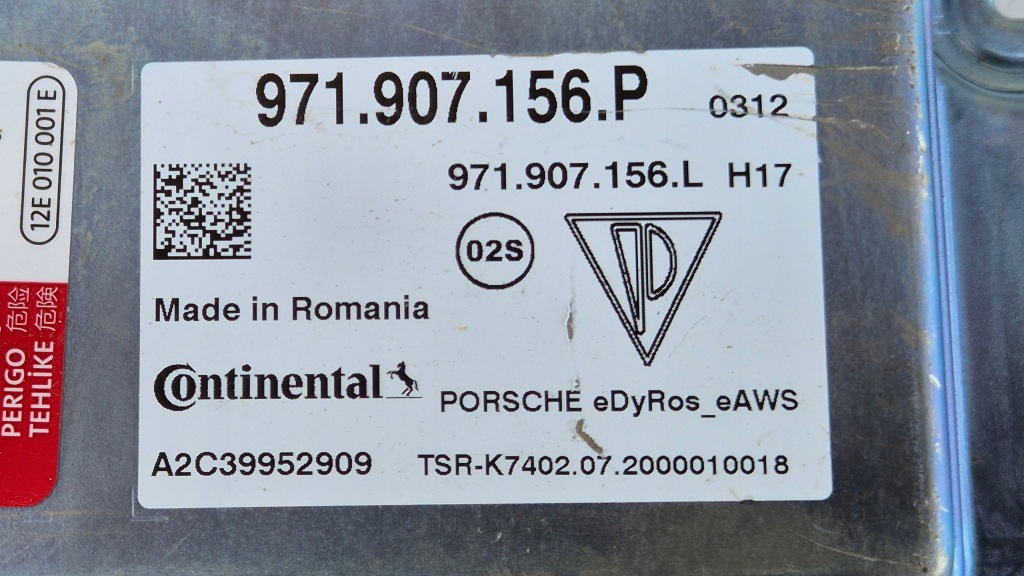 971.907.156.P 0312
971.907.156.L H17
02S
Made in Romania
Continental
PORSCHE eDyRos_eAWS
A2C39952909 TSR-K7402.07.2000010018
12E 010 001 E
PERIGO 危险
TEHLİKE 危険